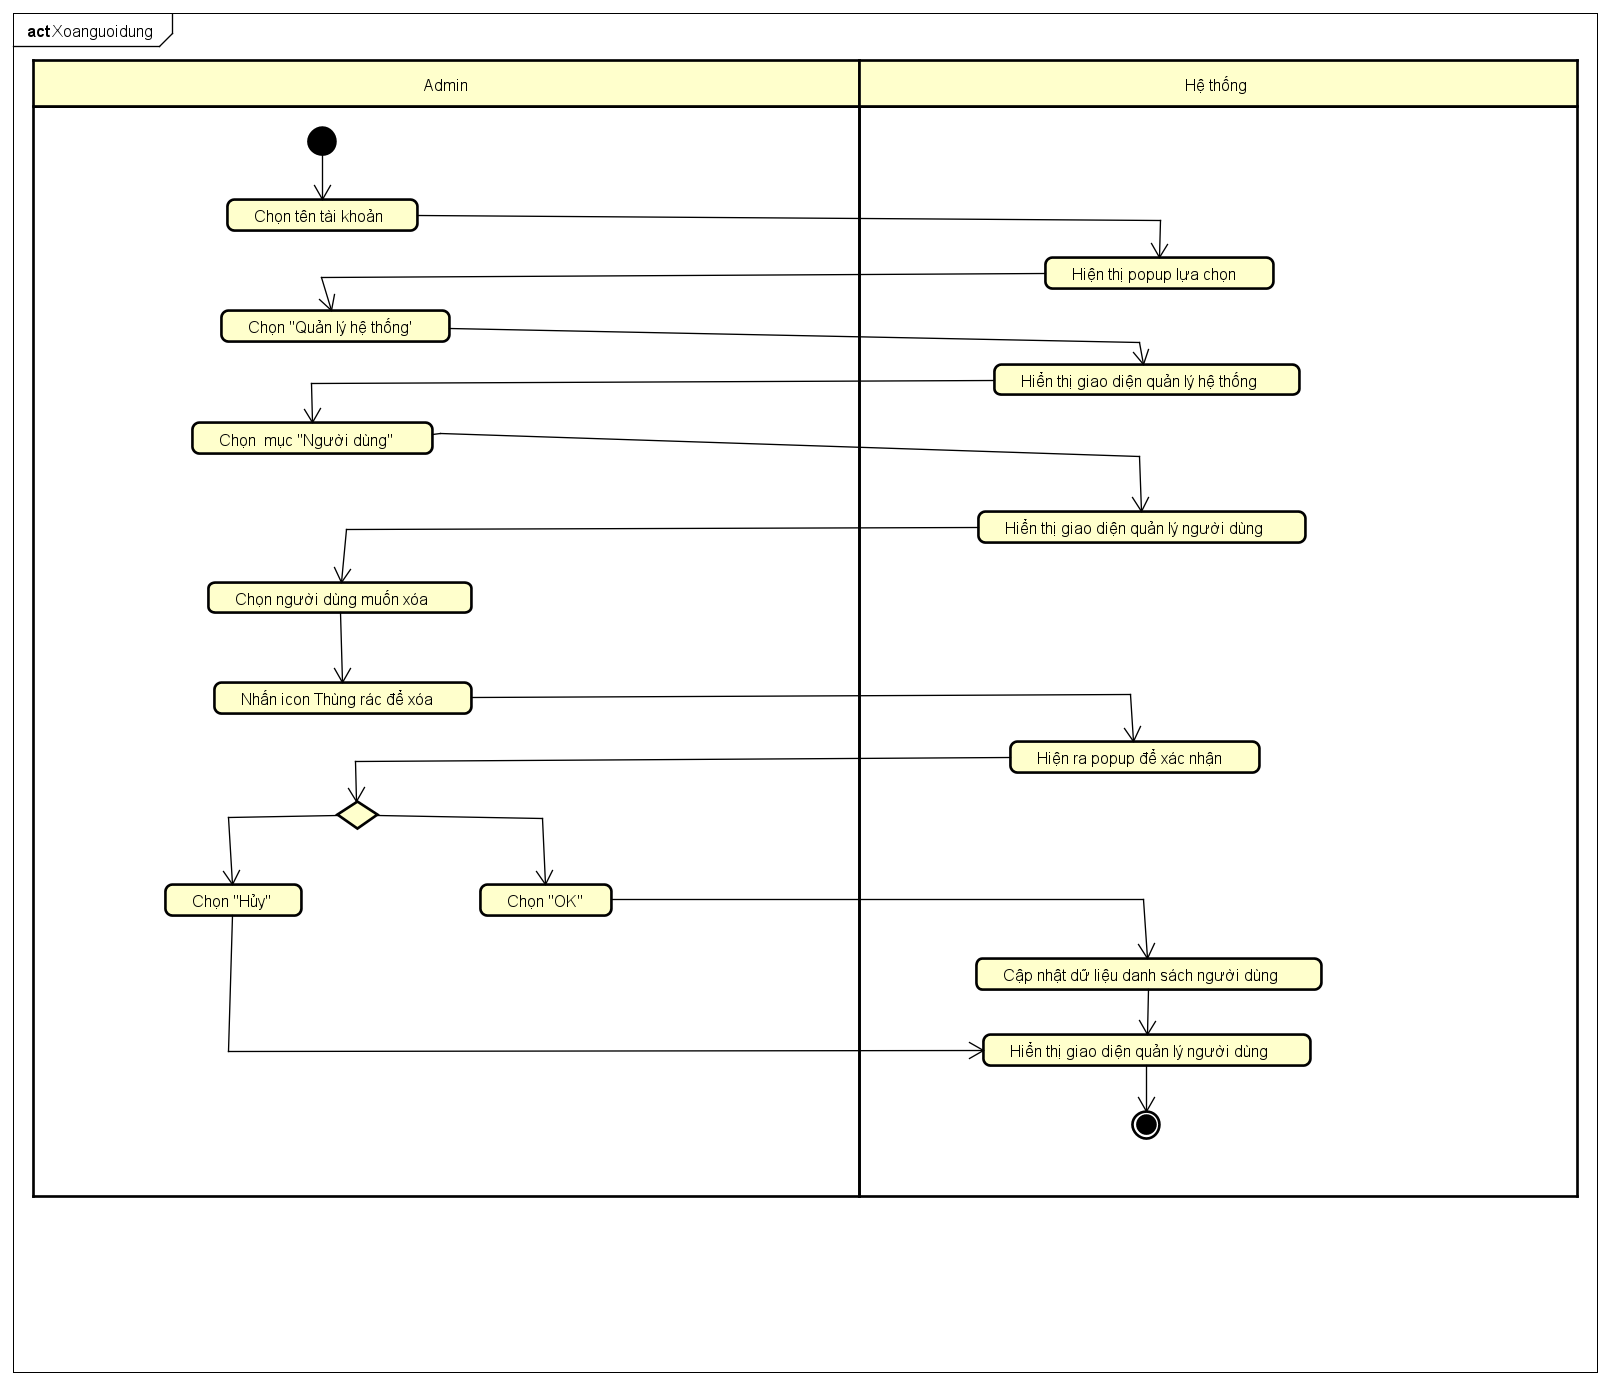 act Xoanguoidung
Admin
Hệ thống
Chọn tên tài khoản
Hiện thị popup lựa chọn
Chọn "Quản lý hệ thống'
Hiển thị giao diện quản lý hệ thống
Chọn  mục "Người dùng"
Hiển thị giao diện quản lý người dùng
Chọn người dùng muốn xóa
Nhấn icon Thùng rác để xóa
Hiện ra popup để xác nhận
Chọn "Hủy"
Chọn "OK"
Cập nhật dữ liệu danh sách người dùng
Hiển thị giao diện quản lý người dùng